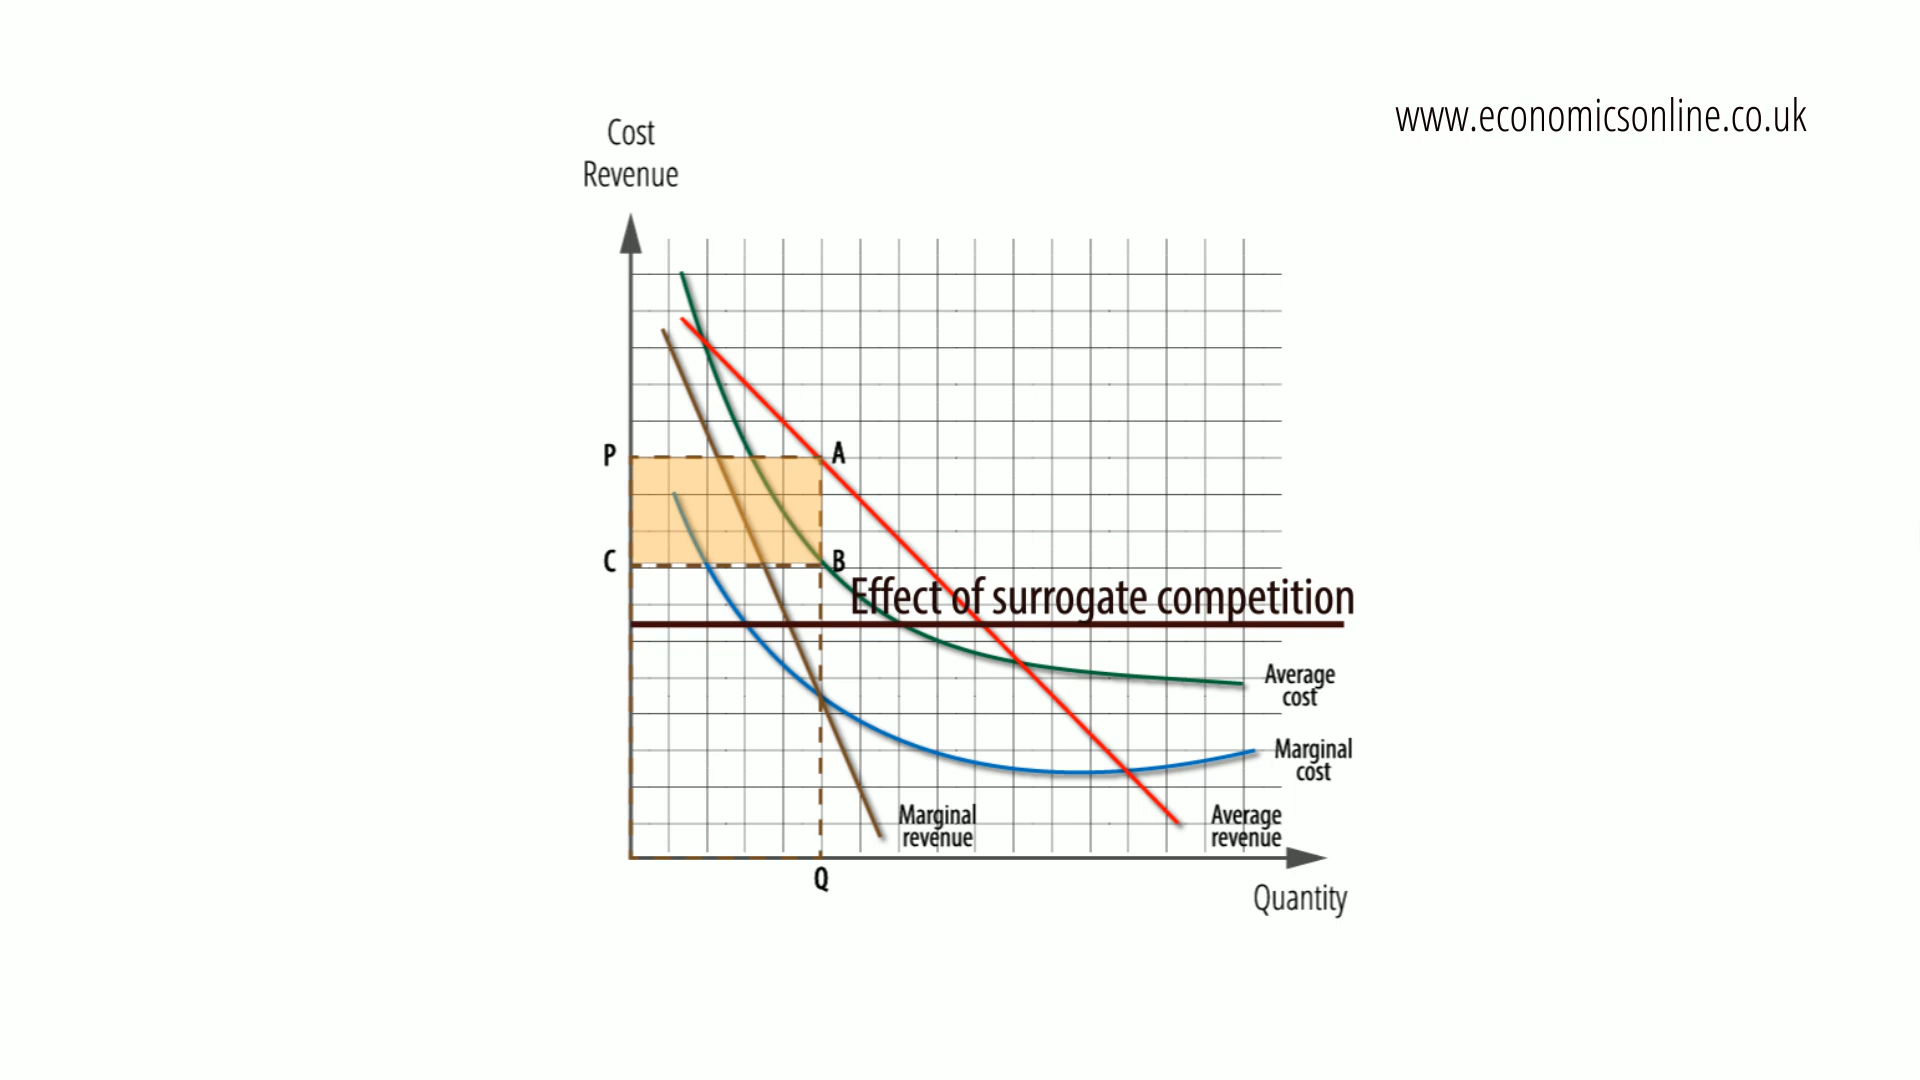 www.economicsonline.co.uk
Cost
Revenue
P
A
C
B
Effect of surrogate competition
Average
cost
Marginal
cost
Marginal
revenue
Average
revenue
Q
Quantity